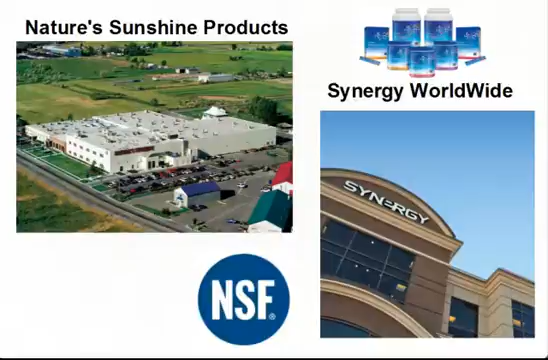 Nature's Sunshine Products
Synergy WorldWide
SYNERGY
NSF®